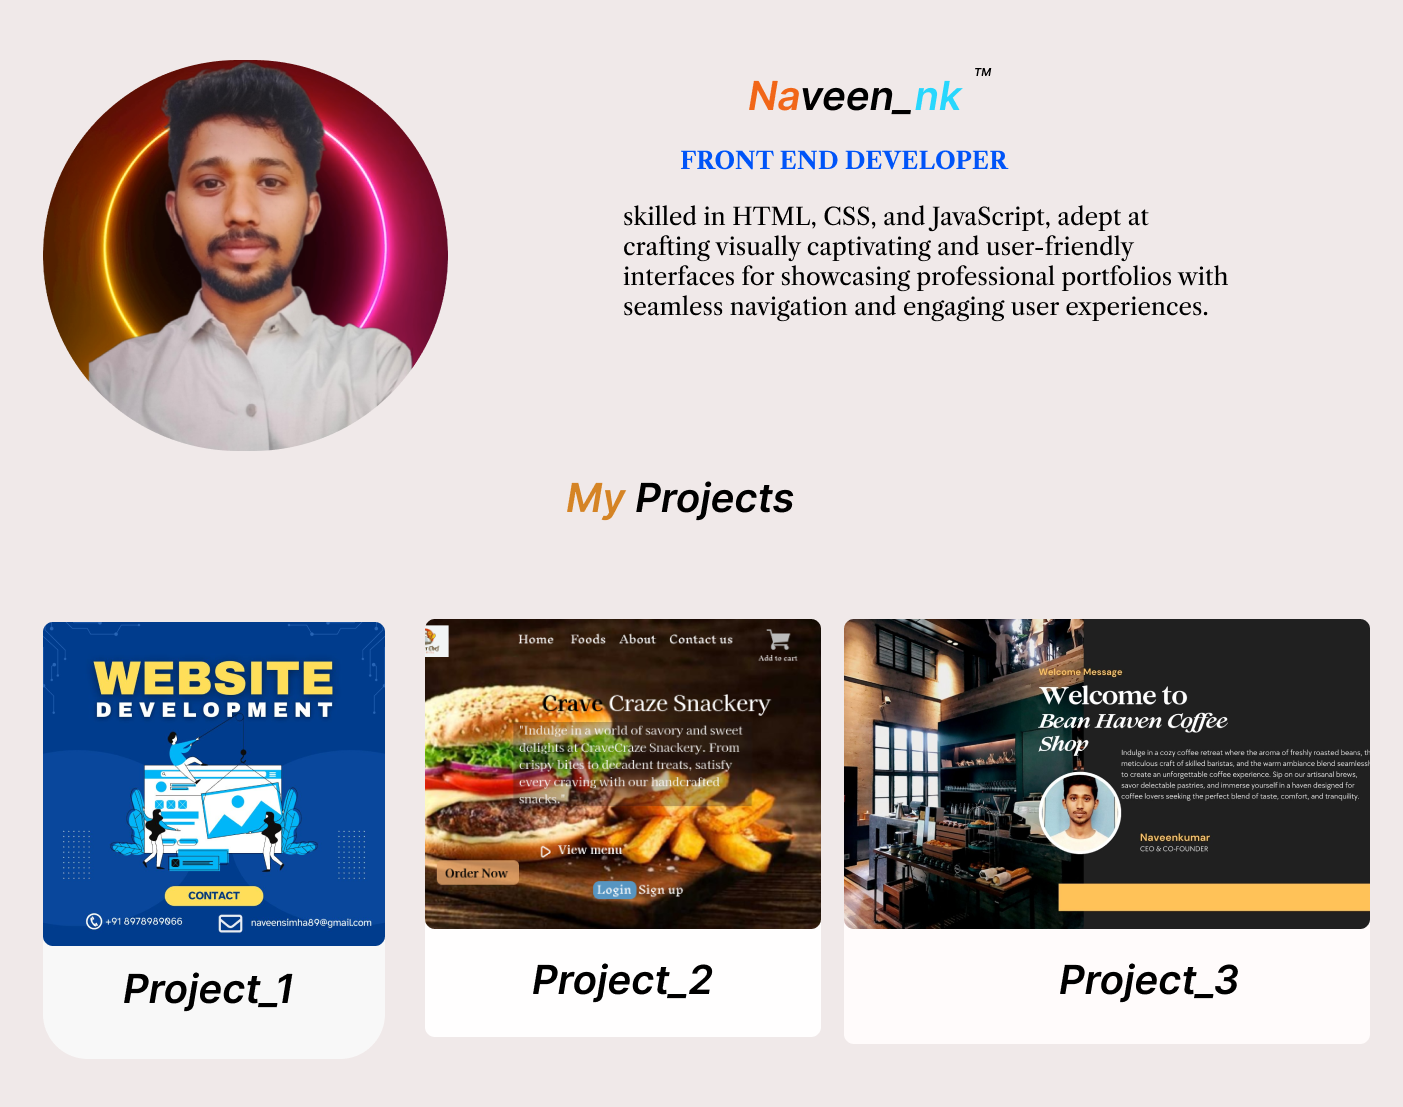 Naveen_nk TM
FRONT END DEVELOPER
skilled in HTML, CSS, and JavaScript, adept at
crafting visually captivating and user-friendly
interfaces for showcasing professional portfolios with
seamless navigation and engaging user experiences.
My Projects
WEBSITE
DEVELOPMENT
CONTACT
+91 8978989066
naveensimha89@gmail.com
Project_1
Home Foods About Contact us
Add to cart
Crave Craze Snackery
"Indulge in a world of savory and sweet
delights at CraveCraze Snackery. From
crispy bites to decadent treats, satisfy
every craving with our handcrafted
snacks."
View menu
Order Now
Login Sign up
Project_2
Welcome Message
Welcome to
Bean Haven Coffee
Shop
Indulge in a cozy coffee retreat where the aroma of freshly roasted beans,
meticulous craft of skilled baristas, and the warm ambiance blend
to create an unforgettable coffee experience. Sip on our artisanal brews,
savor delectable pastries, and immerse yourself in a haven designed for
coffee lovers seeking the perfect blend of taste, comfort, and tranquility.
Naveenkumar
CEO & CO-FOUNDER
Project_3